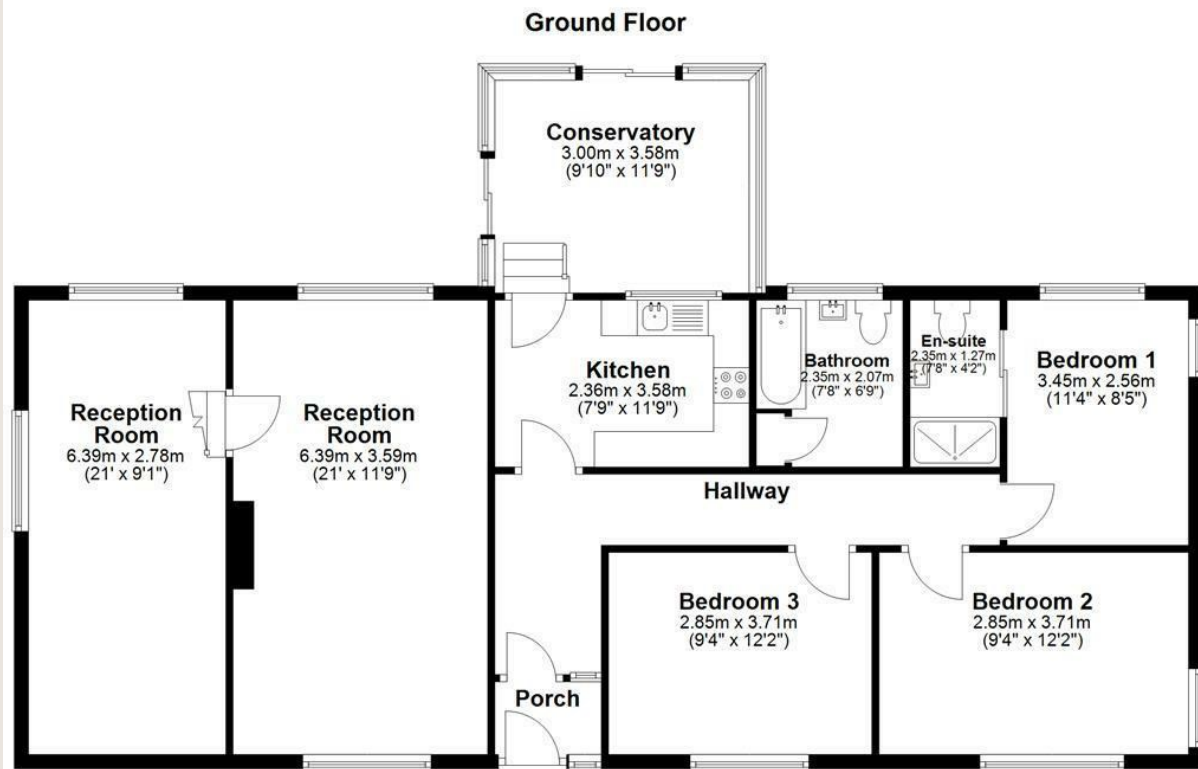 Ground Floor
Conservatory
3.00m x 3.58m
(9'10" x 11'9")
Reception
Room
6.39m x 2.78m
(21' x 9'1")
Reception
Room
6.39m x 3.59m
(21' x 11'9")
Kitchen
2.36m x 3.58m
(7'9" x 11'9")
Bathroom
2.35m x 2.07m
(7'8" x 6'9")
En-suite
2.35m x 1.27m
(7'8" x 4'2")
Bedroom 1
3.45m x 2.56m
(11'4" x 8'5")
Hallway
Bedroom 3
2.85m x 3.71m
(9'4" x 12'2")
Bedroom 2
2.85m x 3.71m
(9'4" x 12'2")
Porch